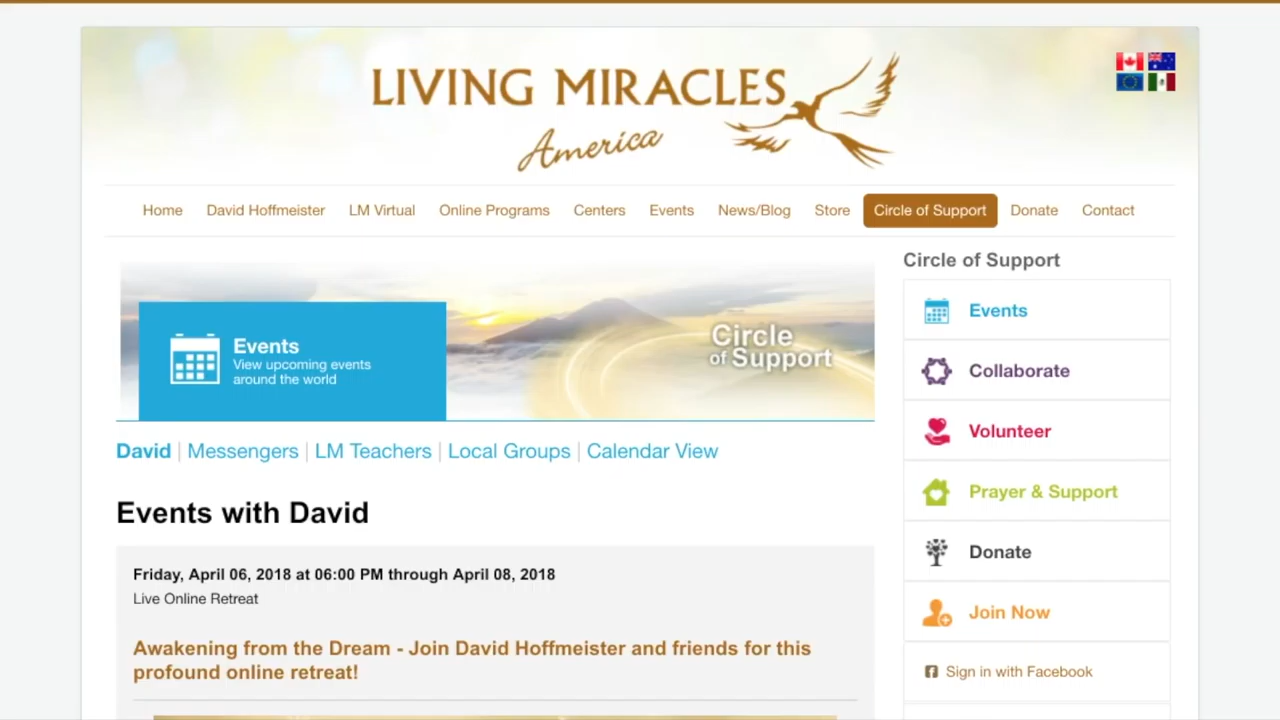 LIVING MIRACLES
America
Home David Hoffmeister LM Virtual Online Programs Centers Events News/Blog Store Circle of Support Donate Contact
Events
View upcoming events
around the world
Circle
of Support
David | Messengers | LM Teachers | Local Groups | Calendar View
Events with David
Friday, April 06, 2018 at 06:00 PM through April 08, 2018
Live Online Retreat
Awakening from the Dream - Join David Hoffmeister and friends for this
profound online retreat!
Circle of Support
Events
Collaborate
Volunteer
Prayer & Support
Donate
Join Now
Sign in with Facebook